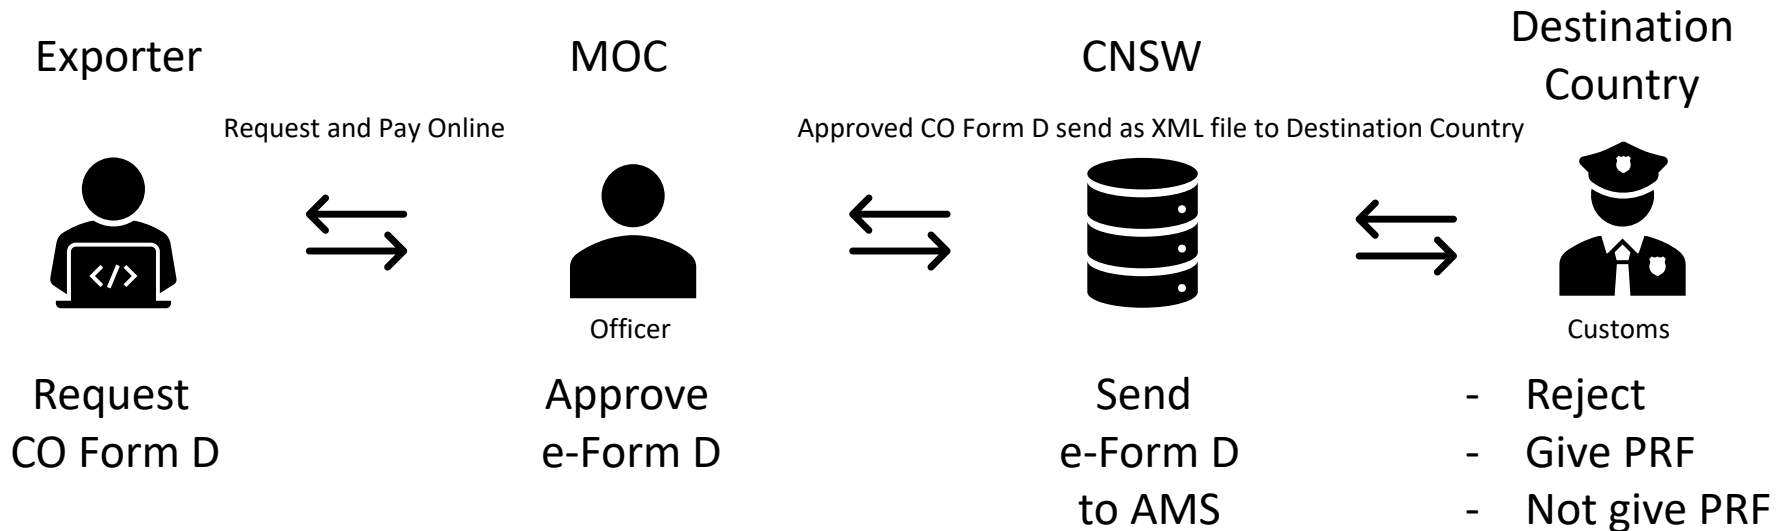 Exporter
MOC
CNSW
Destination
Country
Request and Pay Online
Approved CO Form D send as XML file to Destination Country
</>
Officer
Customs
Request
CO Form D
Approve
e-Form D
Send
e-Form D
to AMS
- Reject
- Give PRF
- Not give PRF